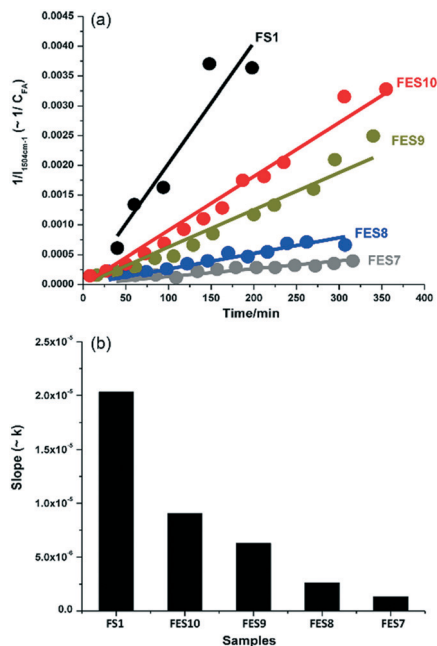 (a)
0.0045
0.0040
0.0035
0.0030
0.0025
0.0020
0.0015
0.0010
0.0005
0.0000
1/I1504cm-1 (~ 1/ CFA)
FS1
FES10
FES9
FES8
FES7
0 50 100 150 200 250 300 350 400
Time/min
(b)
2.5x10-5
2.0x10-5
1.5x10-5
1.0x10-5
5.0x10-6
0.0
Slope (~ k)
FS1 FES10 FES9 FES8 FES7
Samples